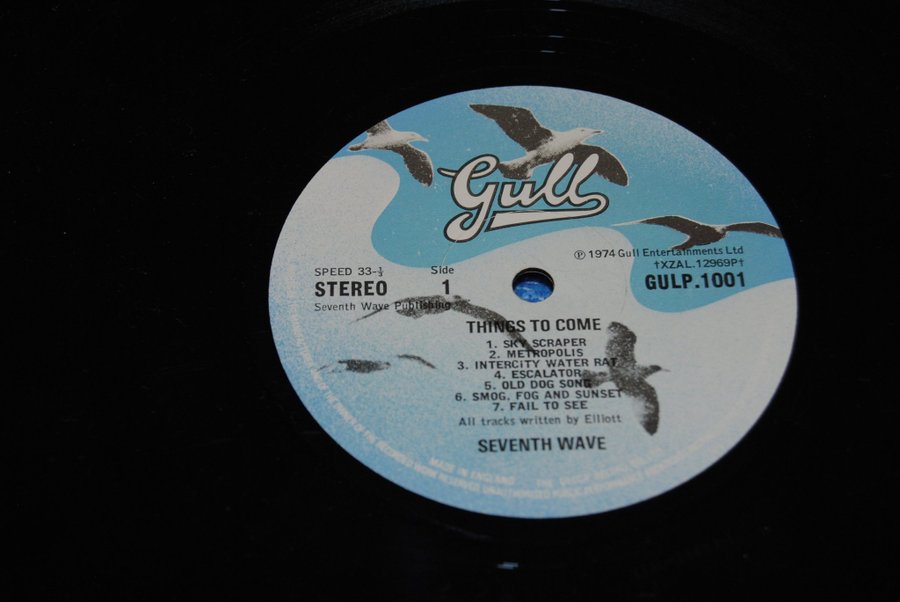 Gull
℗ 1974 Gull Entertainments Ltd
†XZAL.12969P†
GULP.1001
SPEED 33-⅓ Side
STEREO 1
Seventh Wave Publishing
THINGS TO COME
1. SKY SCRAPER
2. METROPOLIS
3. INTERCITY WATER RAT
4. ESCALATOR
5. OLD DOG SONG
6. SMOG, FOG AND SUNSET
7. FAIL TO SEE
All tracks written by Elliott
SEVENTH WAVE
MADE IN ENGLAND